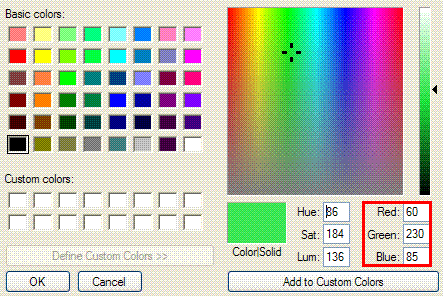 Basic colors:
Custom colors:
Define Custom Colors >>
OK
Cancel
Color|Solid
Hue: 86
Sat: 184
Lum: 136
Red: 60
Green: 230
Blue: 85
Add to Custom Colors